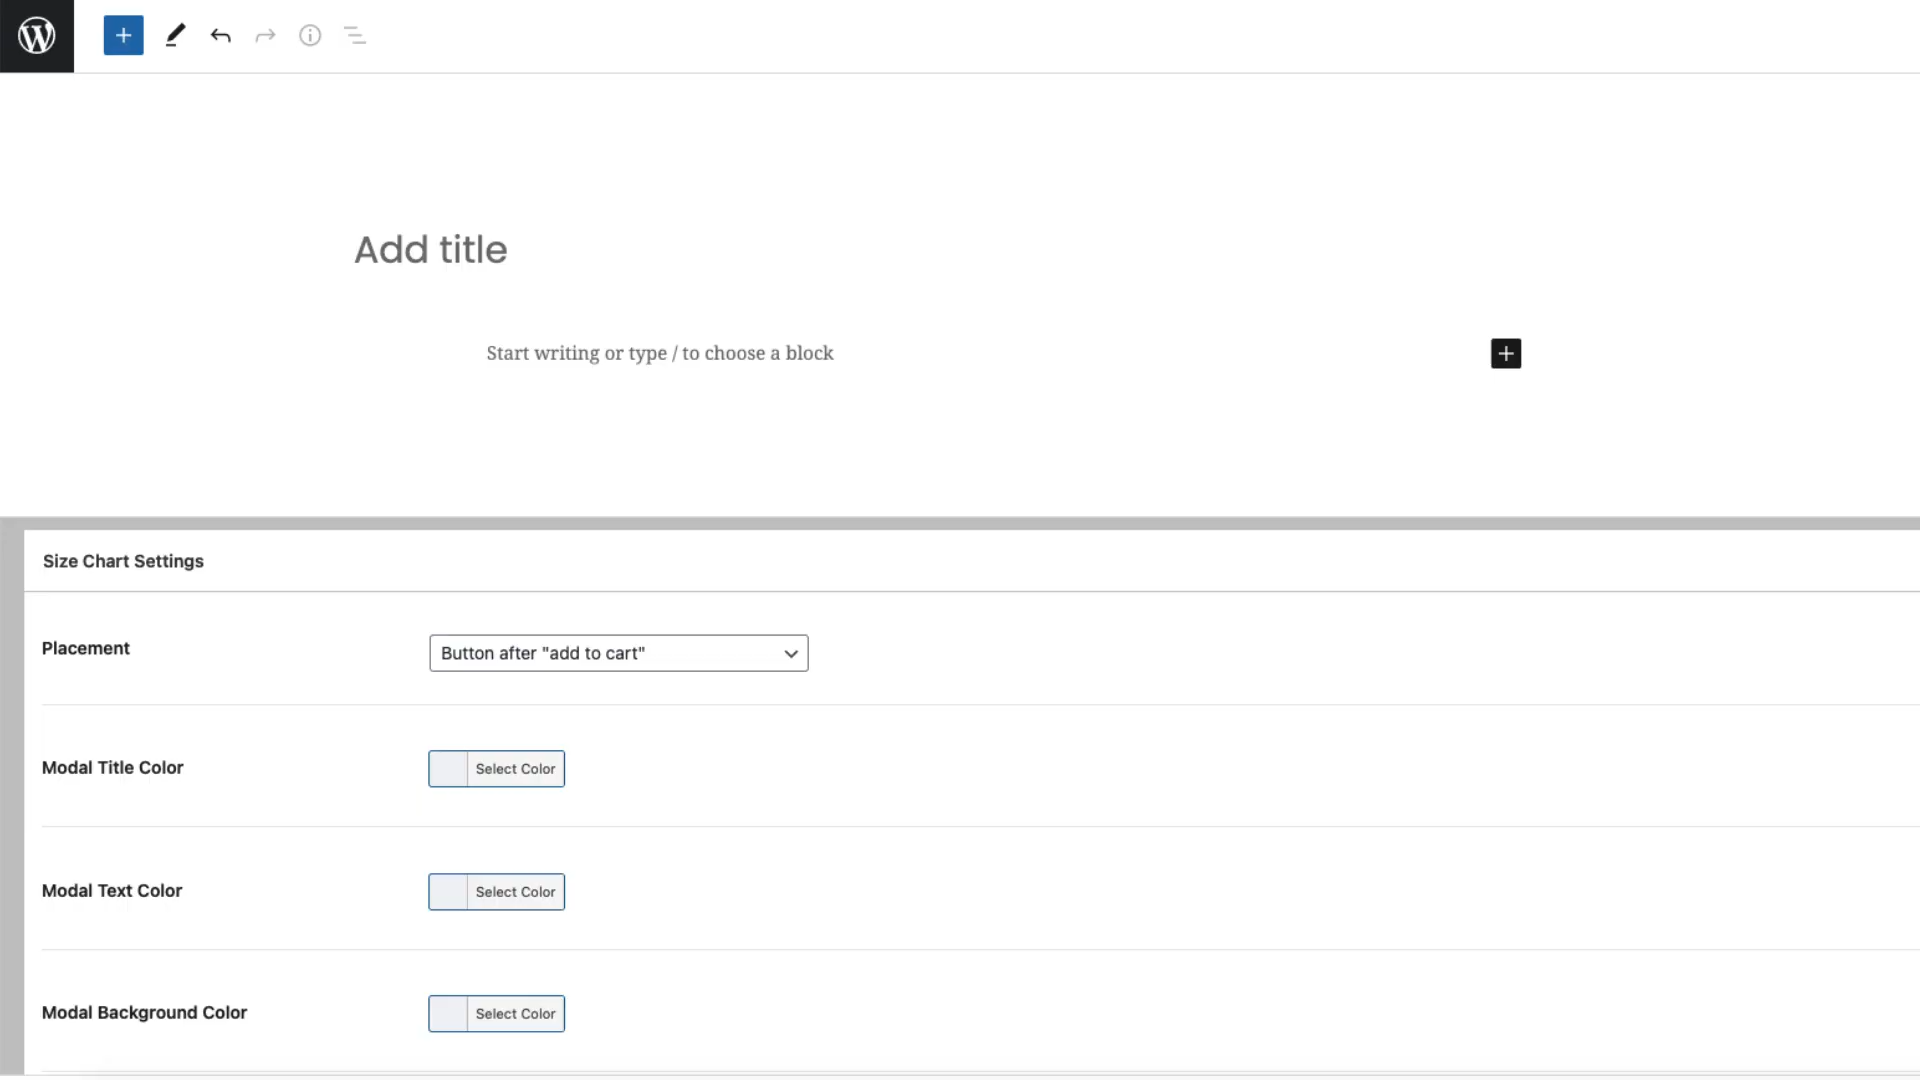 Add title
Start writing or type / to choose a block
Size Chart Settings
Placement
Button after "add to cart"
Modal Title Color
Select Color
Modal Text Color
Select Color
Modal Background Color
Select Color